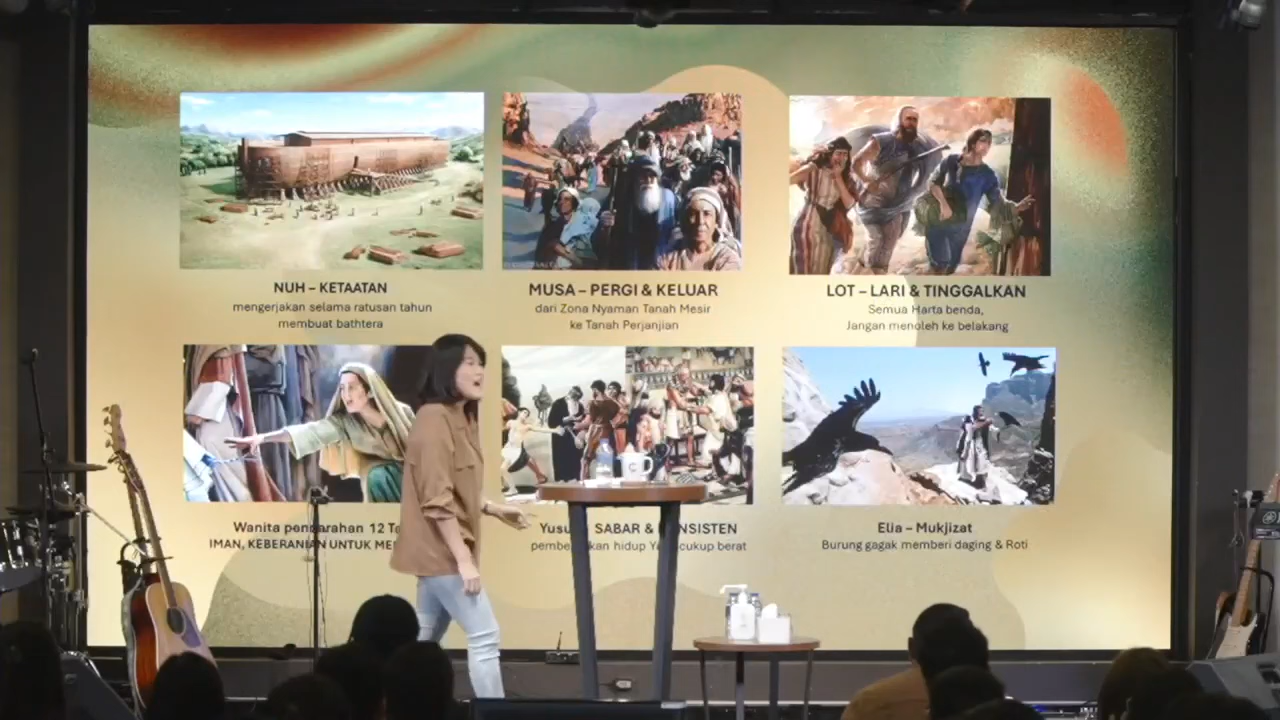 NUH – KETAATAN
mengerjakan selama ratusan tahun
membuat bathtera
MUSA – PERGI & KELUAR
dari Zona Nyaman Tanah Mesir
ke Tanah Perjanjian
LOT – LARI & TINGGALKAN
Semua Harta benda,
Jangan menoleh ke belakang
Wanita pendarahan 12
IMAN, KEBERANIAN UNTUK
SABAR &
hidup cukup berat
Elia – Mukjizat
Burung gagak memberi daging & Roti